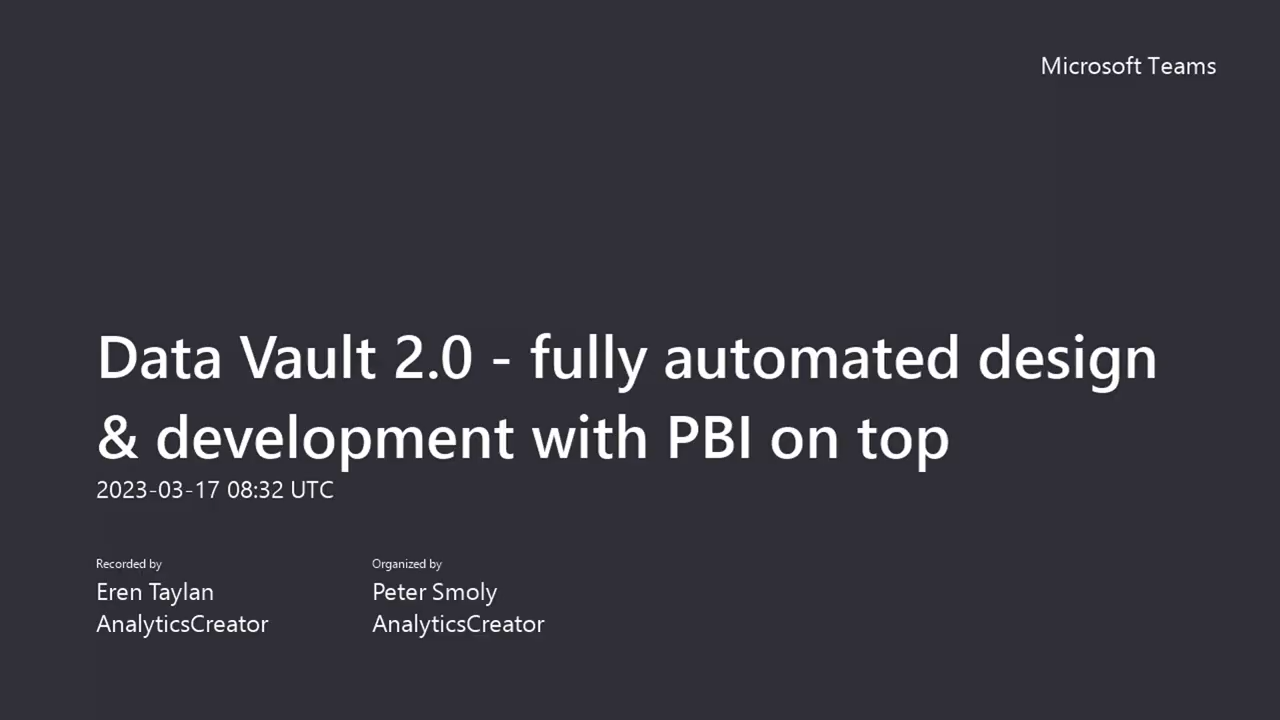 Microsoft Teams
Data Vault 2.0 - fully automated design
& development with PBI on top
2023-03-17 08:32 UTC
Recorded by
Eren Taylan
AnalyticsCreator
Organized by
Peter Smoly
AnalyticsCreator